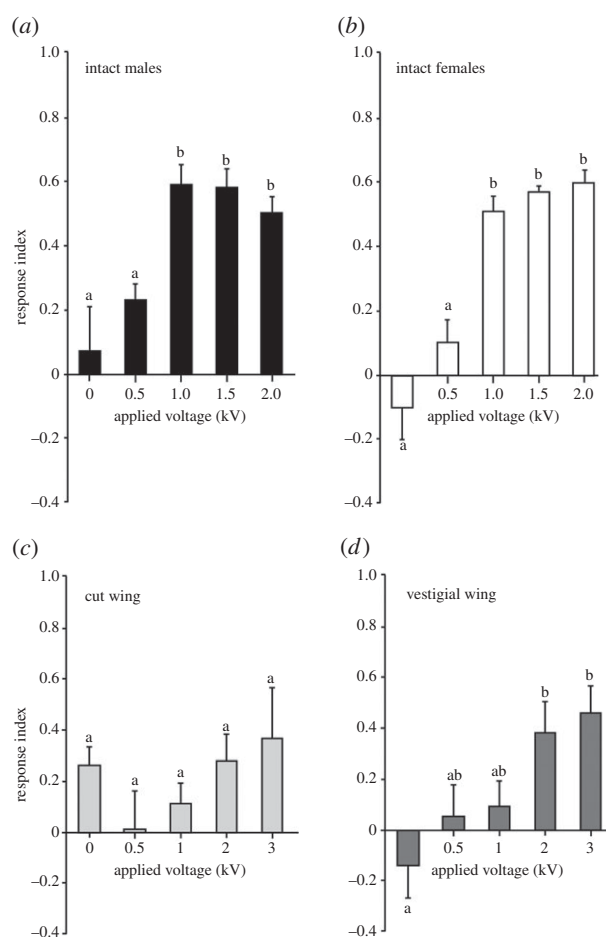 (a)
1.0
intact males
0.8
b
b
0.6
b
0.4
a
a
0.2
0
0
0.5
1.0
1.5
2.0
applied voltage (kV)
–0.2
–0.4
response index
(b)
1.0
intact females
0.8
b
b
b
0.6
0.4
a
0.2
0
0.5
1.0
1.5
2.0
applied voltage (kV)
–0.2
a
–0.4
(c)
1.0
cut wing
0.8
0.6
a
a
0.4
a
a
a
0.2
0
0
0.5
1
2
3
applied voltage (kV)
–0.2
–0.4
response index
(d)
1.0
vestigial wing
0.8
0.6
b
b
0.4
ab
ab
0.2
0
0.5
1
2
3
applied voltage (kV)
–0.2
a
–0.4